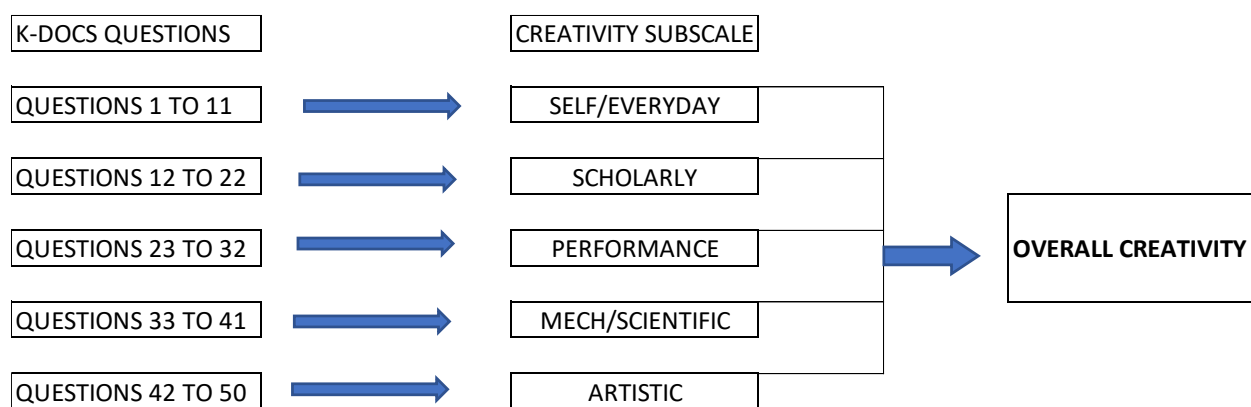 K-DOCS QUESTIONS
CREATIVITY SUBSCALE
QUESTIONS 1 TO 11
SELF/EVERYDAY
QUESTIONS 12 TO 22
SCHOLARLY
QUESTIONS 23 TO 32
PERFORMANCE
OVERALL CREATIVITY
QUESTIONS 33 TO 41
MECH/SCIENTIFIC
QUESTIONS 42 TO 50
ARTISTIC